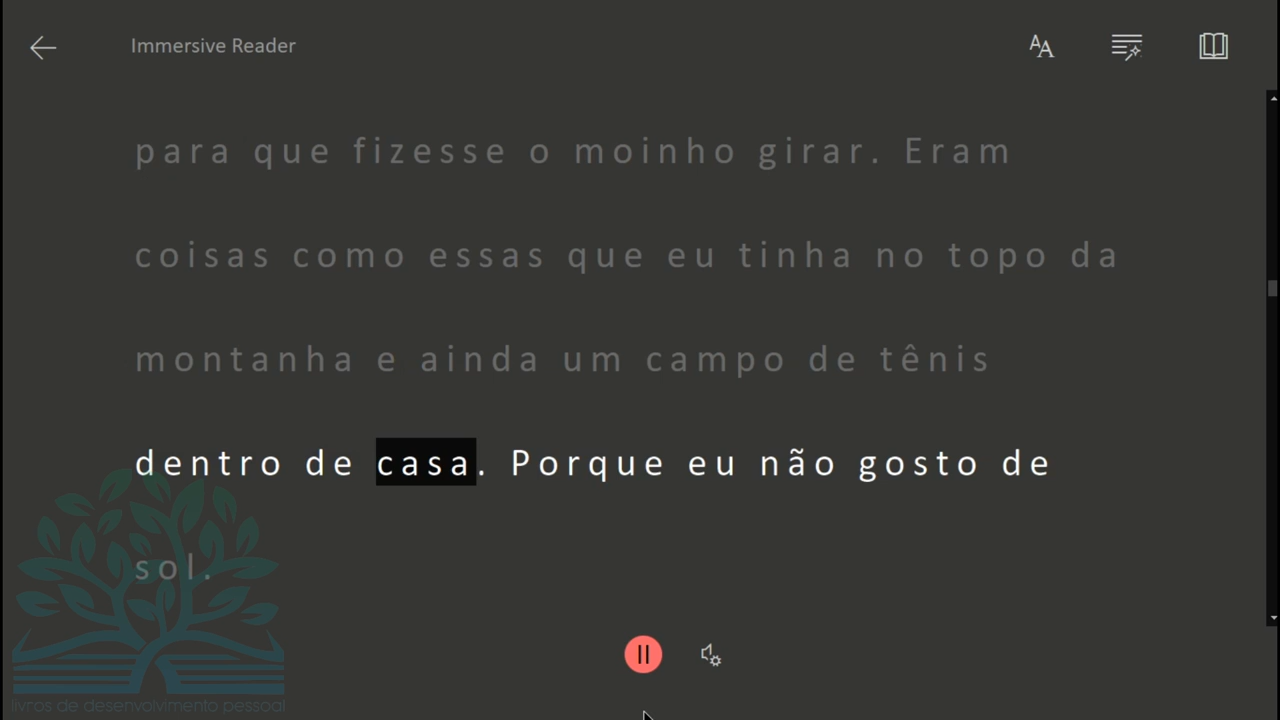 Immersive Reader
para que fizesse o moinho girar. Eram
coisas como essas que eu tinha no topo da
montanha e ainda um campo de tênis
dentro de casa. Porque eu não gosto de
sol.
livros de desenvolvimento pessoal